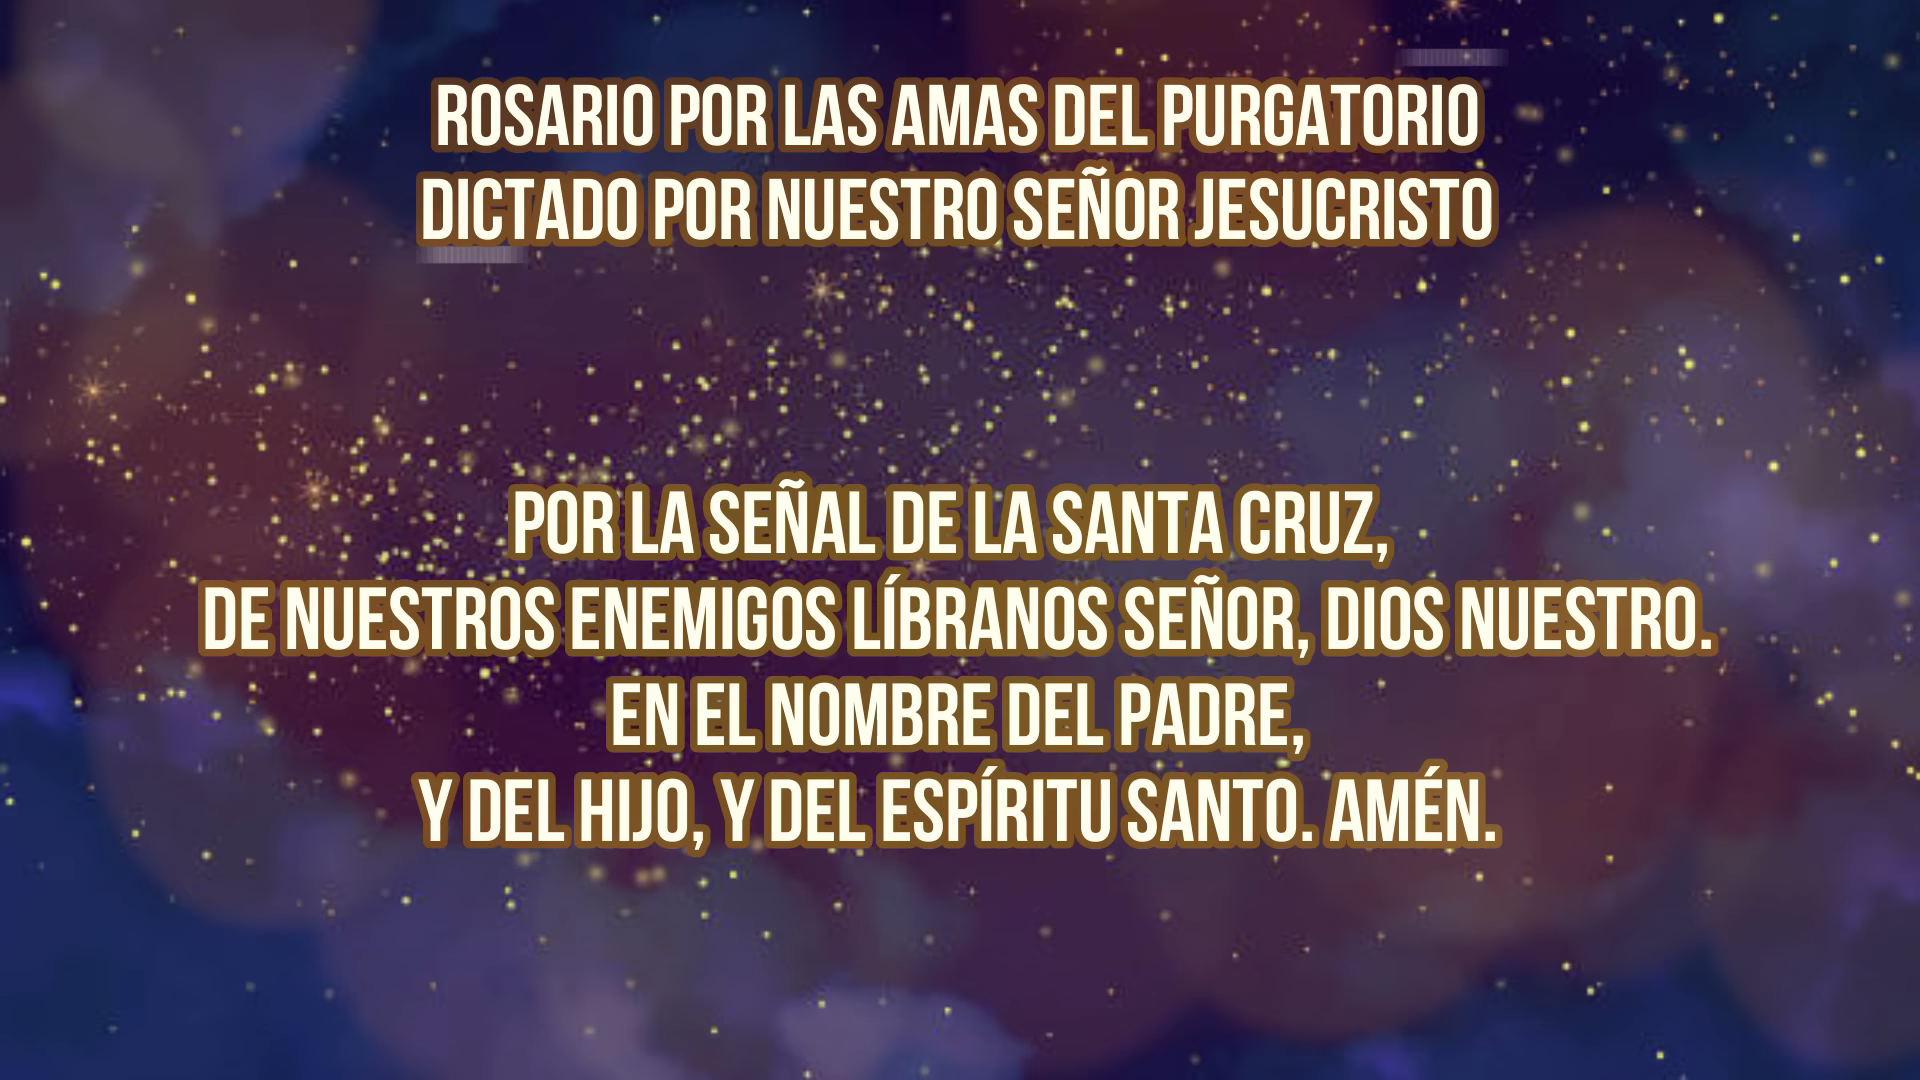 ROSARIO POR LAS AMAS DEL PURGATORIO
DICTADO POR NUESTRO SEÑOR JESUCRISTO
POR LA SEÑAL DE LA SANTA CRUZ,
DE NUESTROS ENEMIGOS LÍBRANOS SEÑOR, DIOS NUESTRO.
EN EL NOMBRE DEL PADRE,
Y DEL HIJO, Y DEL ESPÍRITU SANTO. AMÉN.